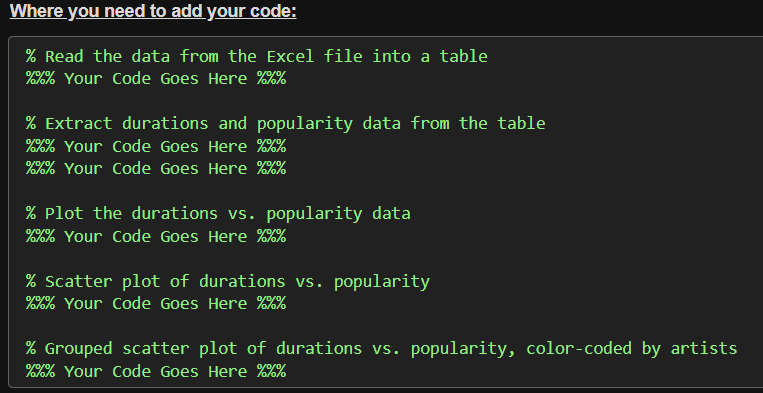 Where you need to add your code:
% Read the data from the Excel file into a table
%%% Your Code Goes Here %%%
% Extract durations and popularity data from the table
%%% Your Code Goes Here %%%
%%% Your Code Goes Here %%%
% Plot the durations vs. popularity data
%%% Your Code Goes Here %%%
% Scatter plot of durations vs. popularity
%%% Your Code Goes Here %%%
% Grouped scatter plot of durations vs. popularity, color-coded by artists
%%% Your Code Goes Here %%%